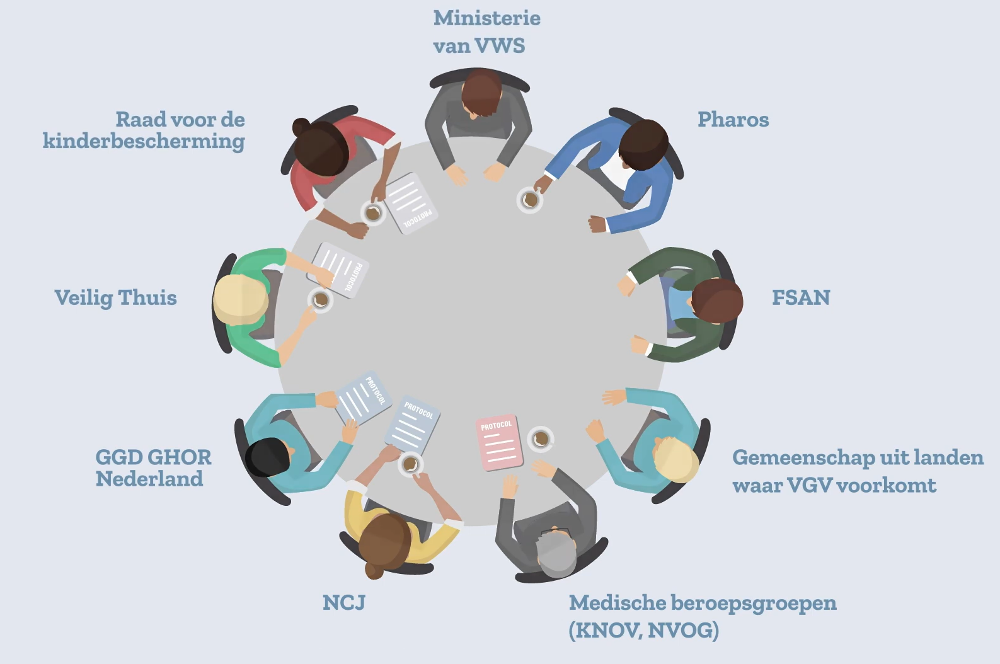 Ministerie
van VWS
Raad voor de
kinderbescherming
Pharos
PROTOCOL
Veilig Thuis
PROTOCOL
FSAN
PROTOCOL
PROTOCOL
PROTOCOL
GGD GHOR
Nederland
Gemeenschap uit landen
waar VGV voorkomt
NCJ
Medische beroepsgroepen
(KNOV, NVOG)